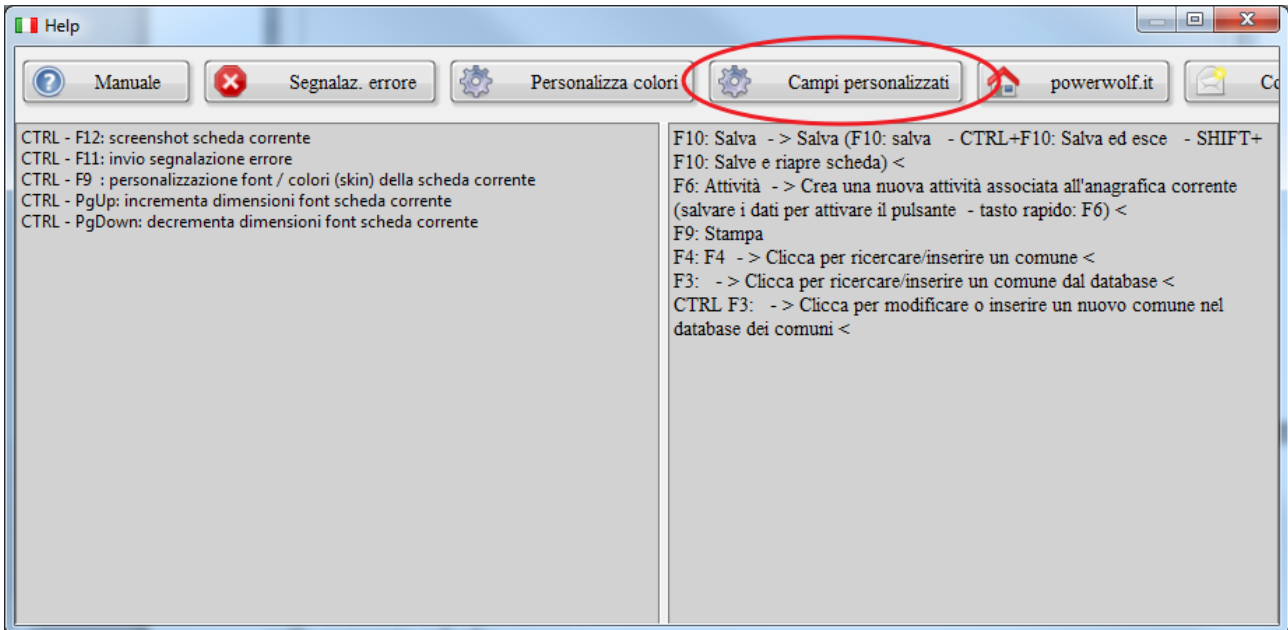 Help
Manuale
Segnalaz. errore
Personalizza colori
Campi personalizzati
powerwolf.it
CTRL - F12: screenshot scheda corrente
CTRL - F11: invio segnalazione errore
CTRL - F9 : personalizzazione font / colori (skin) della scheda corrente
CTRL - PgUp: incrementa dimensioni font scheda corrente
CTRL - PgDown: decrementa dimensioni font scheda corrente
F10: Salva - > Salva (F10: salva - CTRL+F10: Salva ed esce - SHIFT+
F10: Salve e riapre scheda) <
F6: Attività - > Crea una nuova attività associata all'anagrafica corrente
(salvare i dati per attivare il pulsante - tasto rapido: F6) <
F9: Stampa
F4: F4 - > Clicca per ricercare/inserire un comune <
F3: - > Clicca per ricercare/inserire un comune dal database <
CTRL F3: - > Clicca per modificare o inserire un nuovo comune nel
database dei comuni <